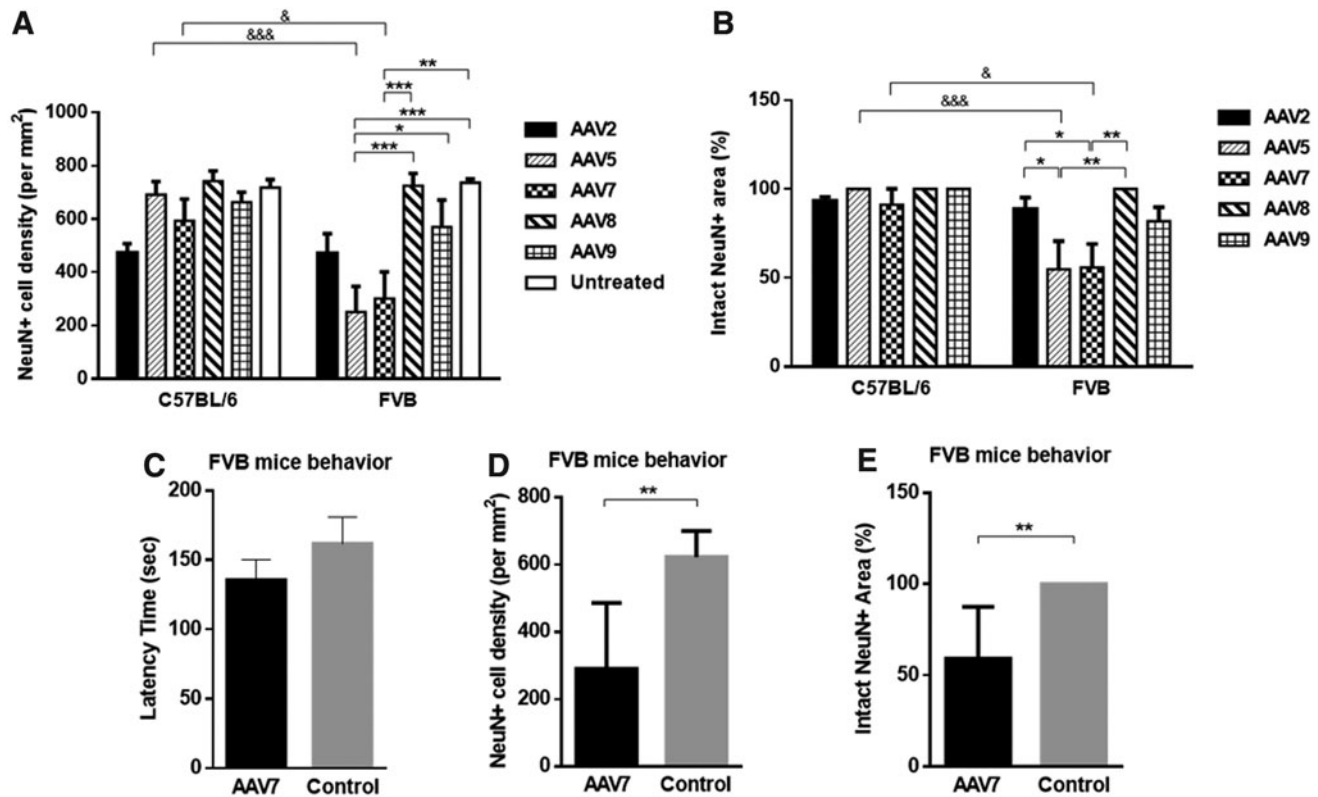 A
&
&&&
**
***
***
*
***
NeuN+ cell density (per mm2)
1000
800
600
400
200
0
C57BL/6
FVB
AAV2
AAV5
AAV7
AAV8
AAV9
Untreated
B
&
&&&
* **
* **
Intact NeuN+ area (%)
150
100
50
0
C57BL/6
FVB
AAV2
AAV5
AAV7
AAV8
AAV9
C
FVB mice behavior
Latency Time (sec)
200
150
100
50
0
AAV7
Control
D
FVB mice behavior
**
NeuN+ cell density (per mm2)
800
600
400
200
0
AAV7
Control
E
FVB mice behavior
**
Intact NeuN+ Area (%)
150
100
50
0
AAV7
Control